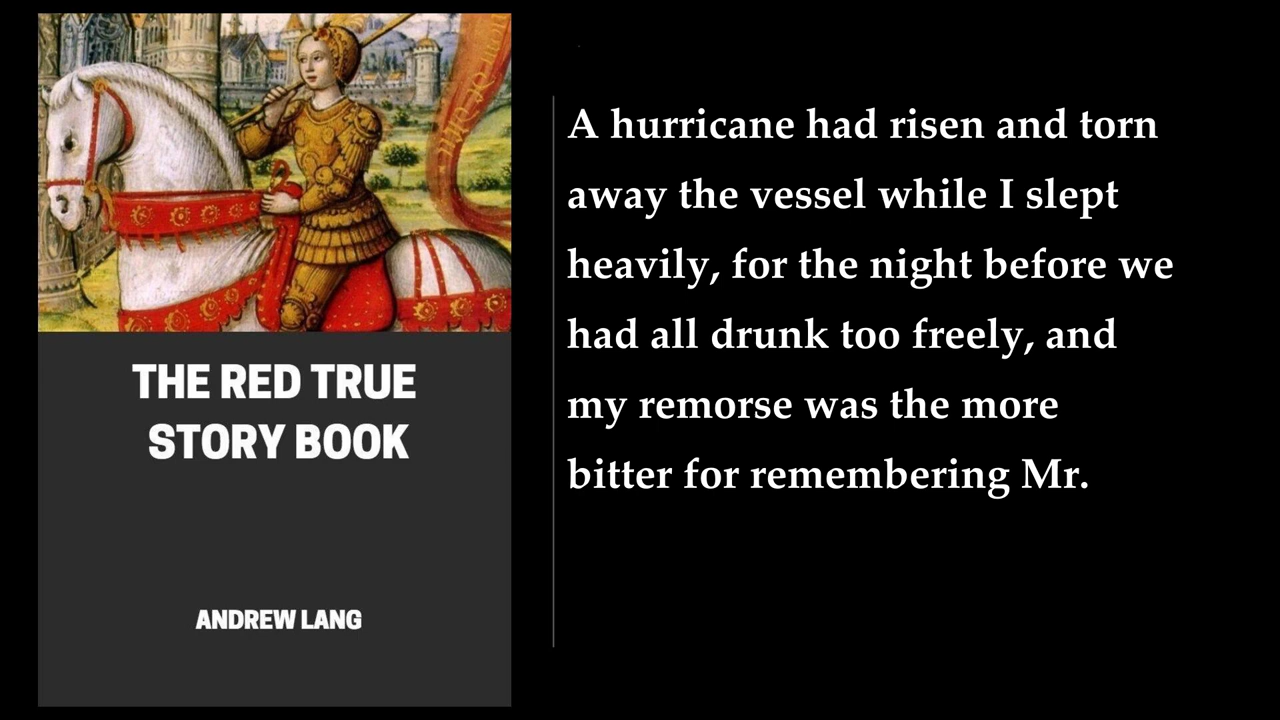 THE RED TRUE
STORY BOOK
ANDREW LANG
A hurricane had risen and torn
away the vessel while I slept
heavily, for the night before we
had all drunk too freely, and
my remorse was the more
bitter for remembering Mr.